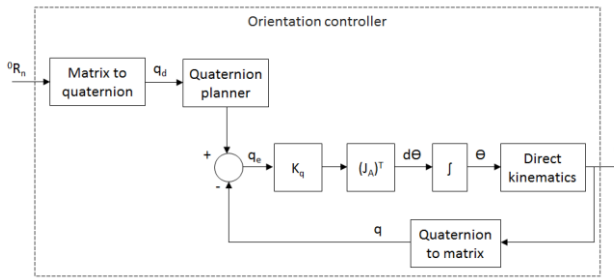 Orientation controller
⁰Rₙ
Matrix to
quaternion
q_d
Quaternion
planner
+
-
q_e
K_q
(J_A)ᵀ
dΘ
∫
Θ
Direct
kinematics
q
Quaternion
to matrix